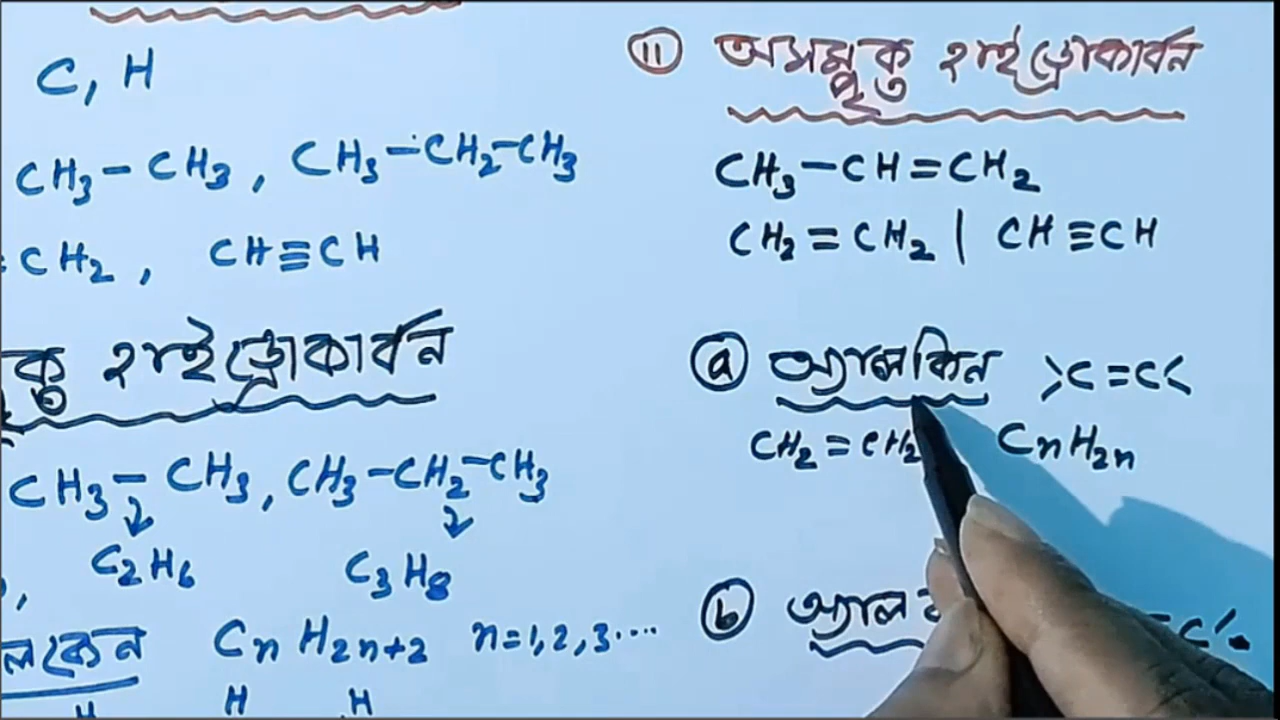 C, H
CH₃−CH₃, CH₃−CH₂−CH₃
=CH₂, CH≡CH
হাইড্রোকার্বন
CH₃−CH₃, CH₃−CH₂−CH₃
↓ ↓
C₂H₆ C₃H₈
CnH₂n+₂ n=1,2,3....
H H H
ii অসম্পৃক্ত হাইড্রোকার্বন
CH₃−CH=CH₂
CH₂=CH₂ | CH≡CH
a অ্যালকিন >C=C<
CH₂=CH₂ CnH₂n
b